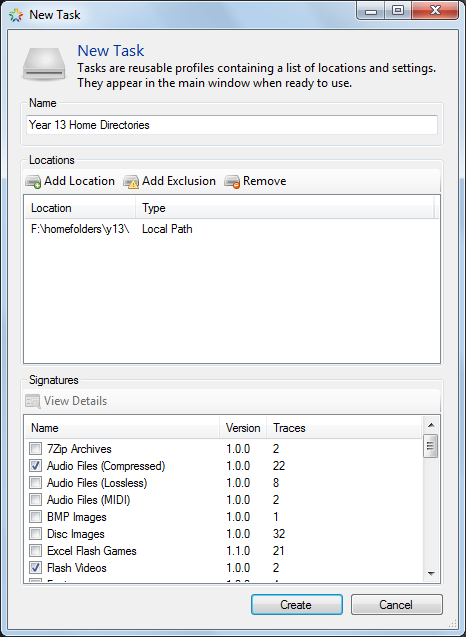 New Task
New Task
Tasks are reusable profiles containing a list of locations and settings.
They appear in the main window when ready to use.
Name
Year 13 Home Directories
Locations
Add Location Add Exclusion Remove
Location Type
F:\homefolders\y13\ Local Path
Signatures
View Details
Name Version Traces
7Zip Archives 1.0.0 2
Audio Files (Compressed) 1.0.0 22
Audio Files (Lossless) 1.0.0 8
Audio Files (MIDI) 1.0.0 2
BMP Images 1.0.0 1
Disc Images 1.0.0 32
Excel Flash Games 1.1.0 21
Flash Videos 1.0.0 2
Create Cancel